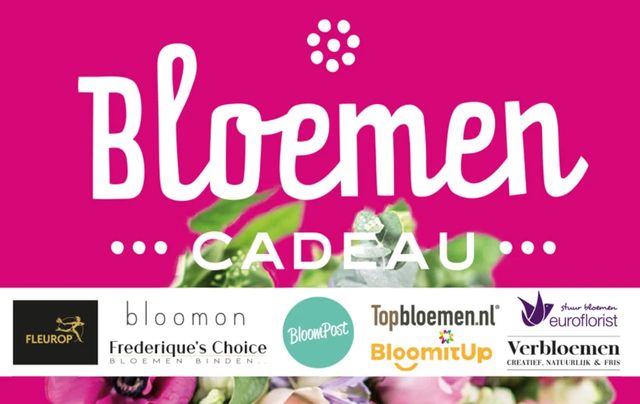 Bloemen
••• CADEAU •••
FLEUROP
bloomon
Frederique's Choice
BLOEMEN BINDEN..
BloomPost
Topbloemen.nl®
BloomitUp
stuur bloemen
euroflorist
Verbloemen
CREATIEF, NATUURLIJK & FRIS